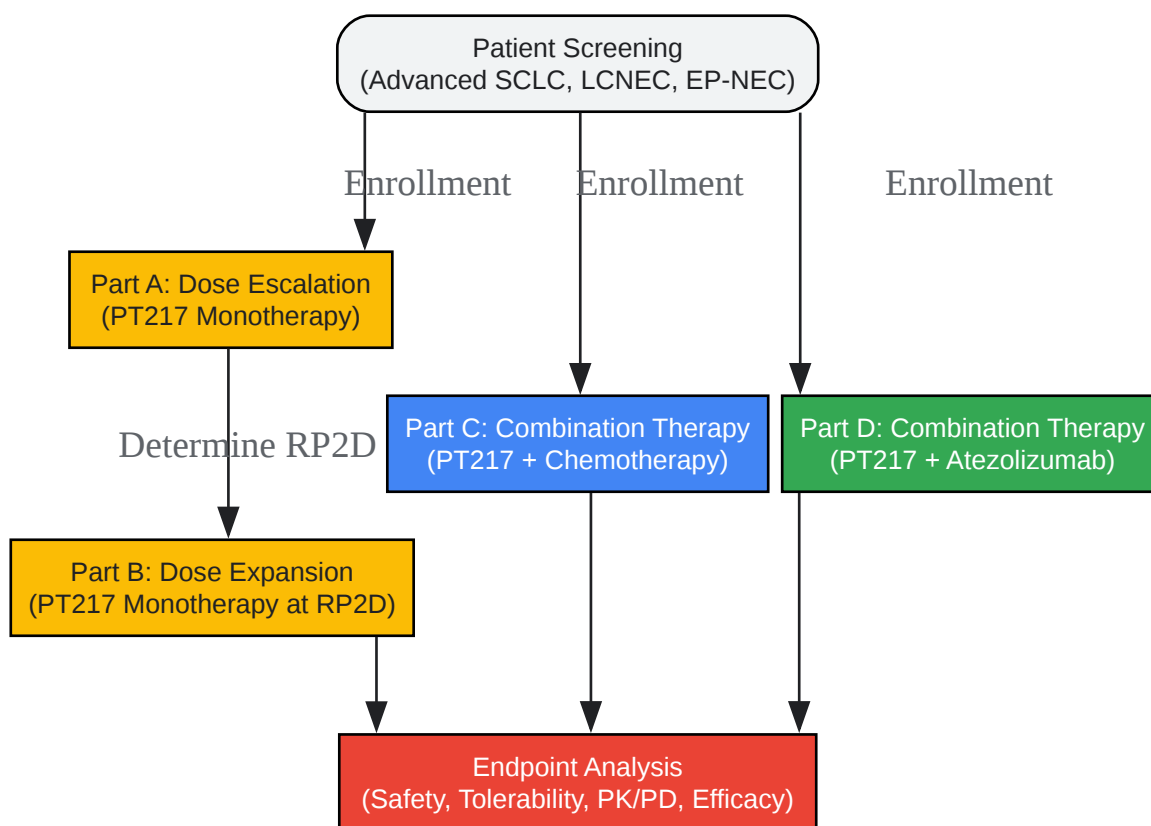 Patient Screening
(Advanced SCLC, LCNEC, EP-NEC)
Enrollment
Enrollment
Enrollment
Part A: Dose Escalation
(PT217 Monotherapy)
Determine RP2D
Part C: Combination Therapy
(PT217 + Chemotherapy)
Part D: Combination Therapy
(PT217 + Atezolizumab)
Part B: Dose Expansion
(PT217 Monotherapy at RP2D)
Endpoint Analysis
(Safety, Tolerability, PK/PD, Efficacy)